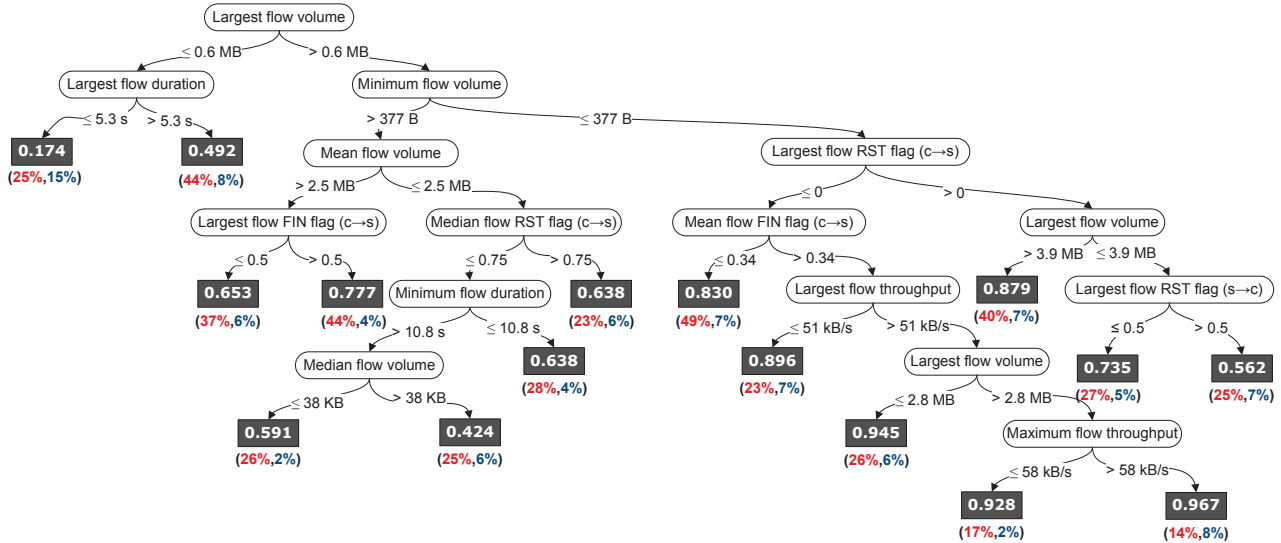 Largest flow volume
≤ 0.6 MB
> 0.6 MB
Largest flow duration
Minimum flow volume
≤ 5.3 s
> 5.3 s
> 377 B
≤ 377 B
0.174
0.492
Mean flow volume
Largest flow RST flag (c→s)
(25%,15%)
(44%,8%)
> 2.5 MB
≤ 2.5 MB
≤ 0
> 0
Largest flow FIN flag (c→s)
Median flow RST flag (c→s)
Mean flow FIN flag (c→s)
Largest flow volume
≤ 0.5
> 0.5
≤ 0.75
> 0.75
≤ 0.34
> 0.34
> 3.9 MB
≤ 3.9 MB
0.653
0.777
Minimum flow duration
0.638
0.830
Largest flow throughput
0.879
Largest flow RST flag (s→c)
(37%,6%)
(44%,4%)
(23%,6%)
(49%,7%)
(40%,7%)
> 10.8 s
≤ 10.8 s
≤ 51 kB/s
> 51 kB/s
≤ 0.5
> 0.5
Median flow volume
0.638
0.896
Largest flow volume
0.735
0.562
(28%,4%)
(23%,7%)
(27%,5%)
(25%,7%)
≤ 38 KB
> 38 KB
≤ 2.8 MB
> 2.8 MB
0.591
0.424
0.945
Maximum flow throughput
(26%,2%)
(25%,6%)
(26%,6%)
≤ 58 kB/s
> 58 kB/s
0.928
0.967
(17%,2%)
(14%,8%)